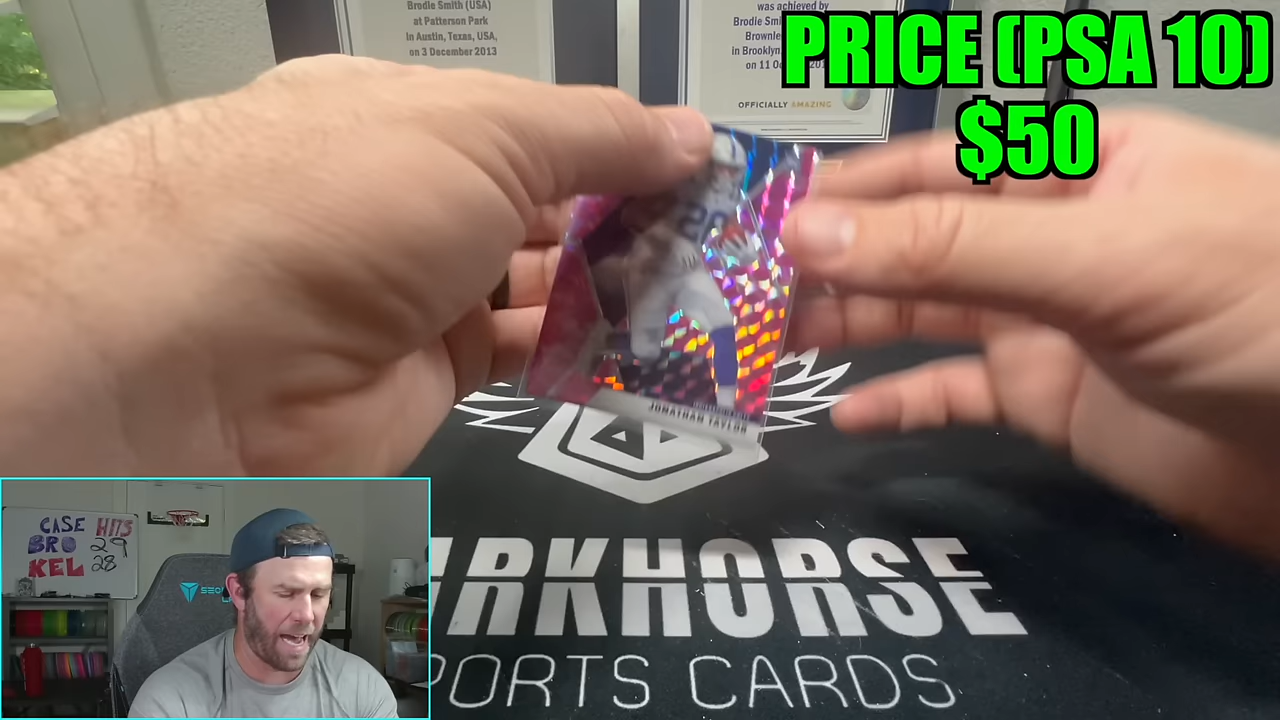 Brodie Smith (USA)
at Patterson Park
in Austin, Texas, USA,
on 3 December 2013
was achieved by
Brodie
in Brooklyn
on 11
OFFICIALLY AMAZING
PRICE (PSA 10)
$50
28
JONATHAN TAYLOR
CASE HITS
BRO 29
KEL 28
RKHORSE
PORTS CARDS